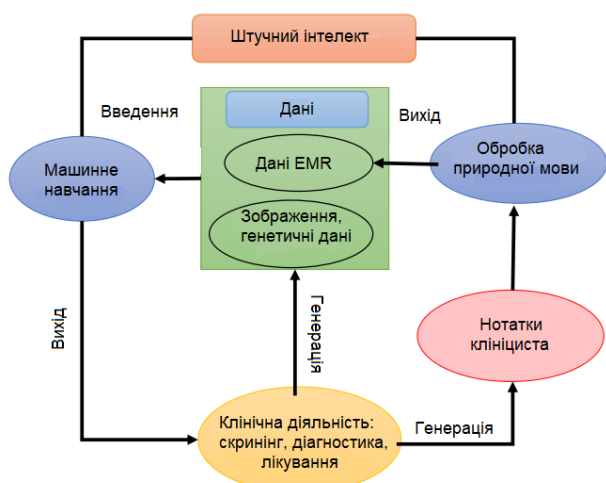 Штучний інтелект
Введення
Дані
Вихід
Дані EMR
Машинне
навчання
Обробка
природної мови
Зображення,
генетичні дані
Вихід
Генерація
Нотатки
клініциста
Клінічна діяльність:
скринінг, діагностика,
лікування
Генерація